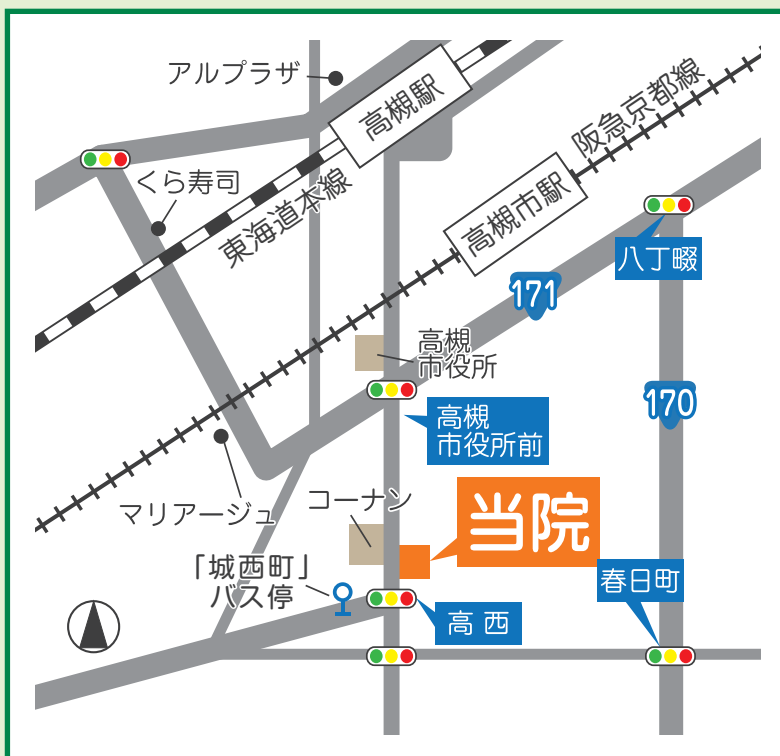 アルプラザ
高槻駅
阪急京都線
くら寿司
東海道本線
高槻市駅
八丁畷
171
高槻
市役所
170
高槻
市役所前
マリアージュ
コーナン
当院
「城西町」
バス停
春日町
高西